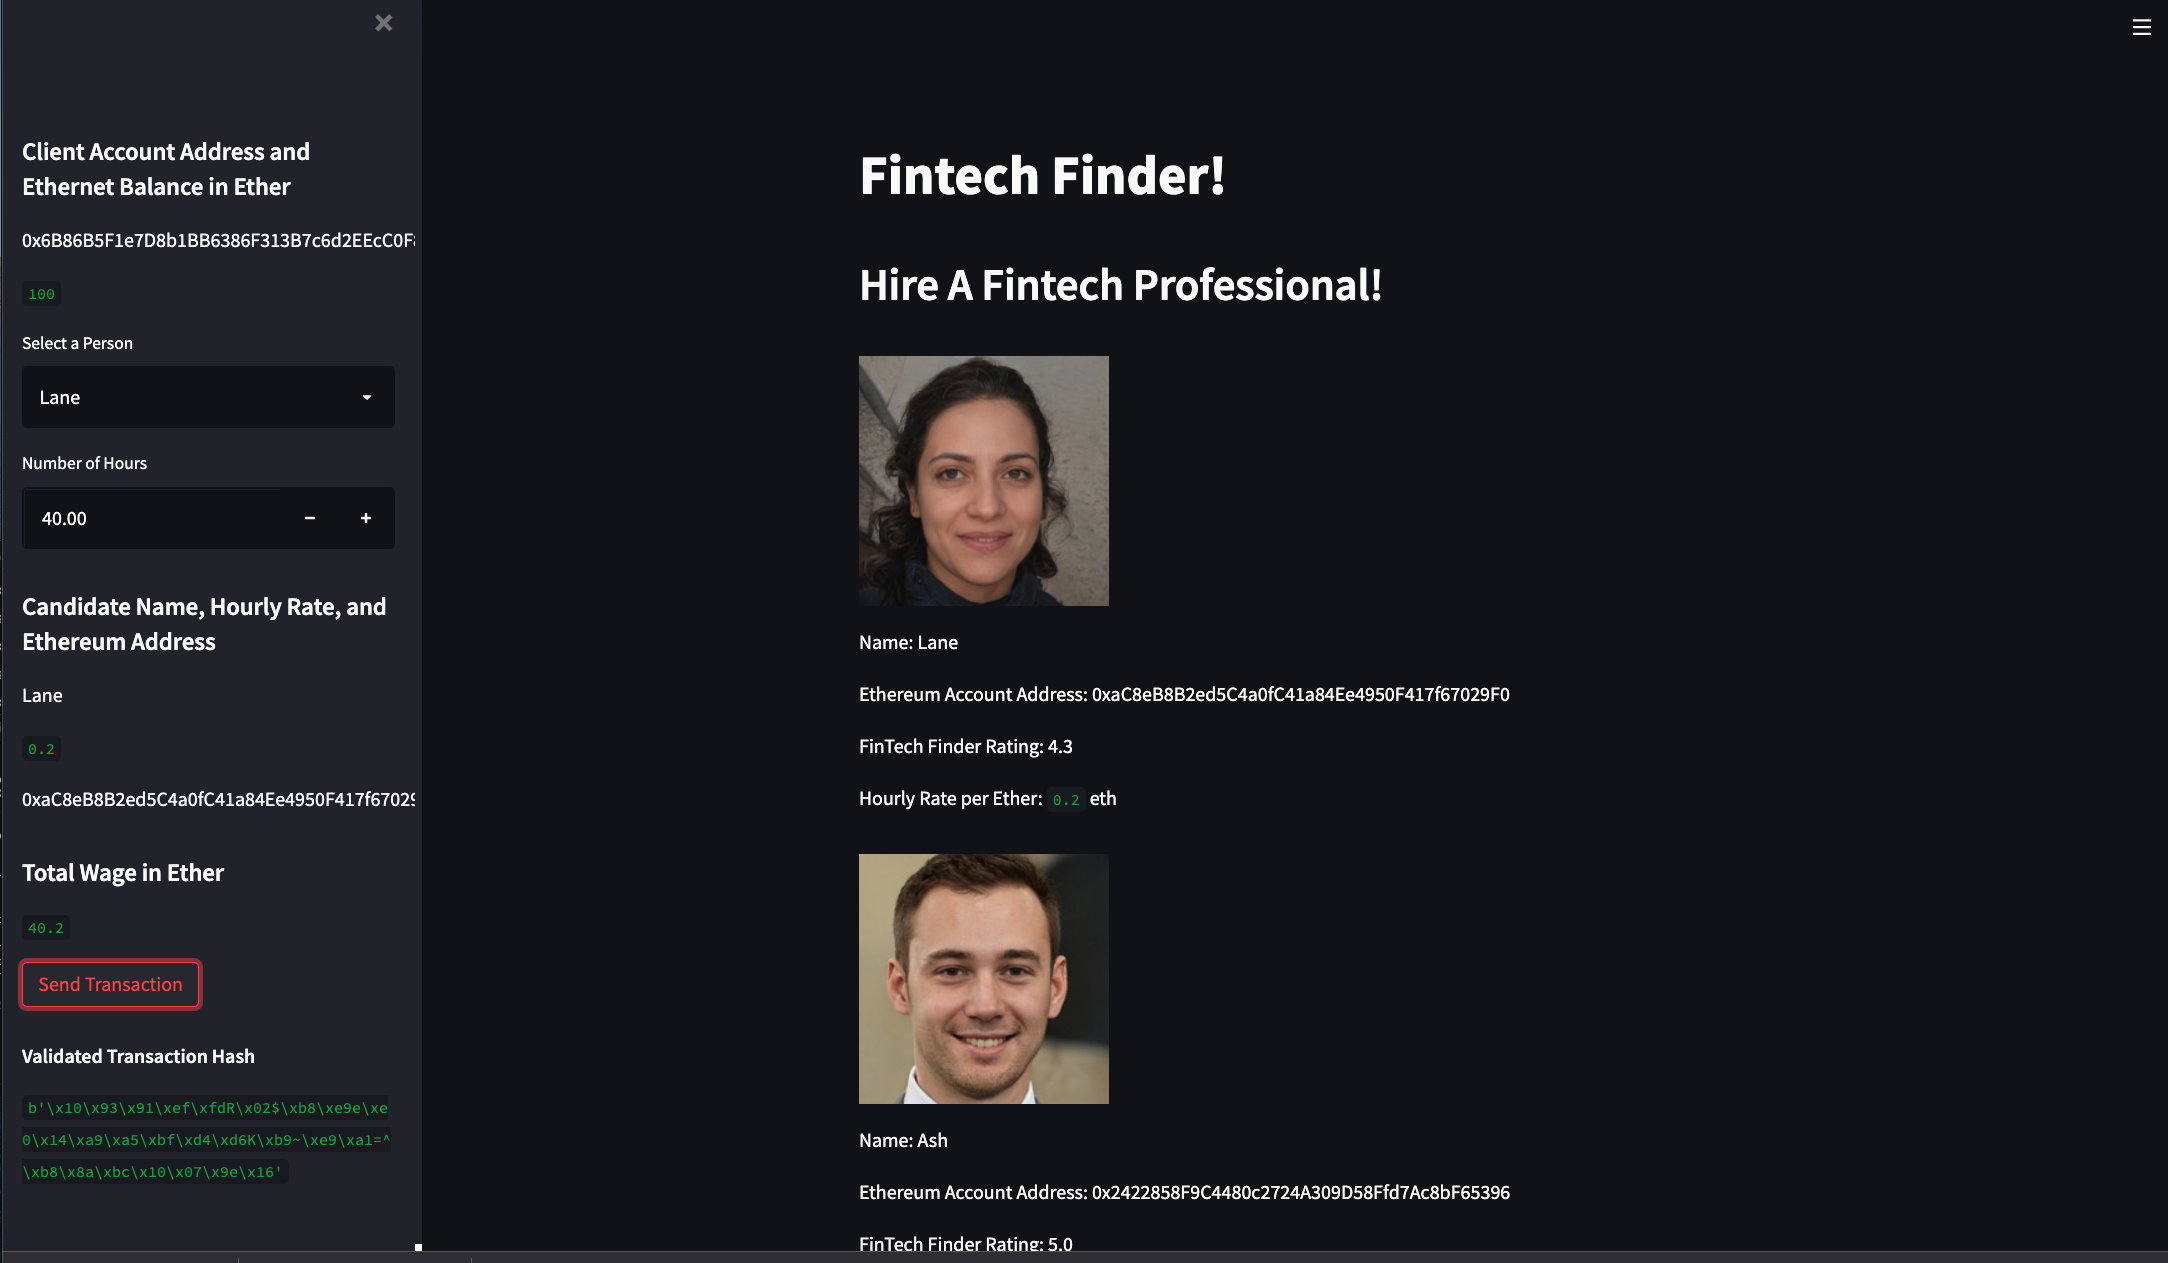 Client Account Address and
Ethernet Balance in Ether
0x6B86B5F1e7D8b1BB6386F313B7c6d2EEcC0F
100
Select a Person
Lane
Number of Hours
40.00
Candidate Name, Hourly Rate, and
Ethereum Address
Lane
0.2
0xaC8eB8B2ed5C4a0fC41a84Ee4950F417f67029
Total Wage in Ether
40.2
Send Transaction
Validated Transaction Hash
b'\x10\x93\x91\xef\xfdR\x02$\xb8\xe9e\xe
0\x14\xa9\xa5\xbf\xd4\xd6K\xb9~\xe9\xa1=^
\xb8\x8a\xbc\x10\x07\x9e\x16'
Fintech Finder!
Hire A Fintech Professional!
Name: Lane
Ethereum Account Address: 0xaC8eB8B2ed5C4a0fC41a84Ee4950F417f67029F0
FinTech Finder Rating: 4.3
Hourly Rate per Ether: 0.2 eth
Name: Ash
Ethereum Account Address: 0x2422858F9C4480c2724A309D58Ffd7Ac8bF65396
FinTech Finder Rating: 5.0